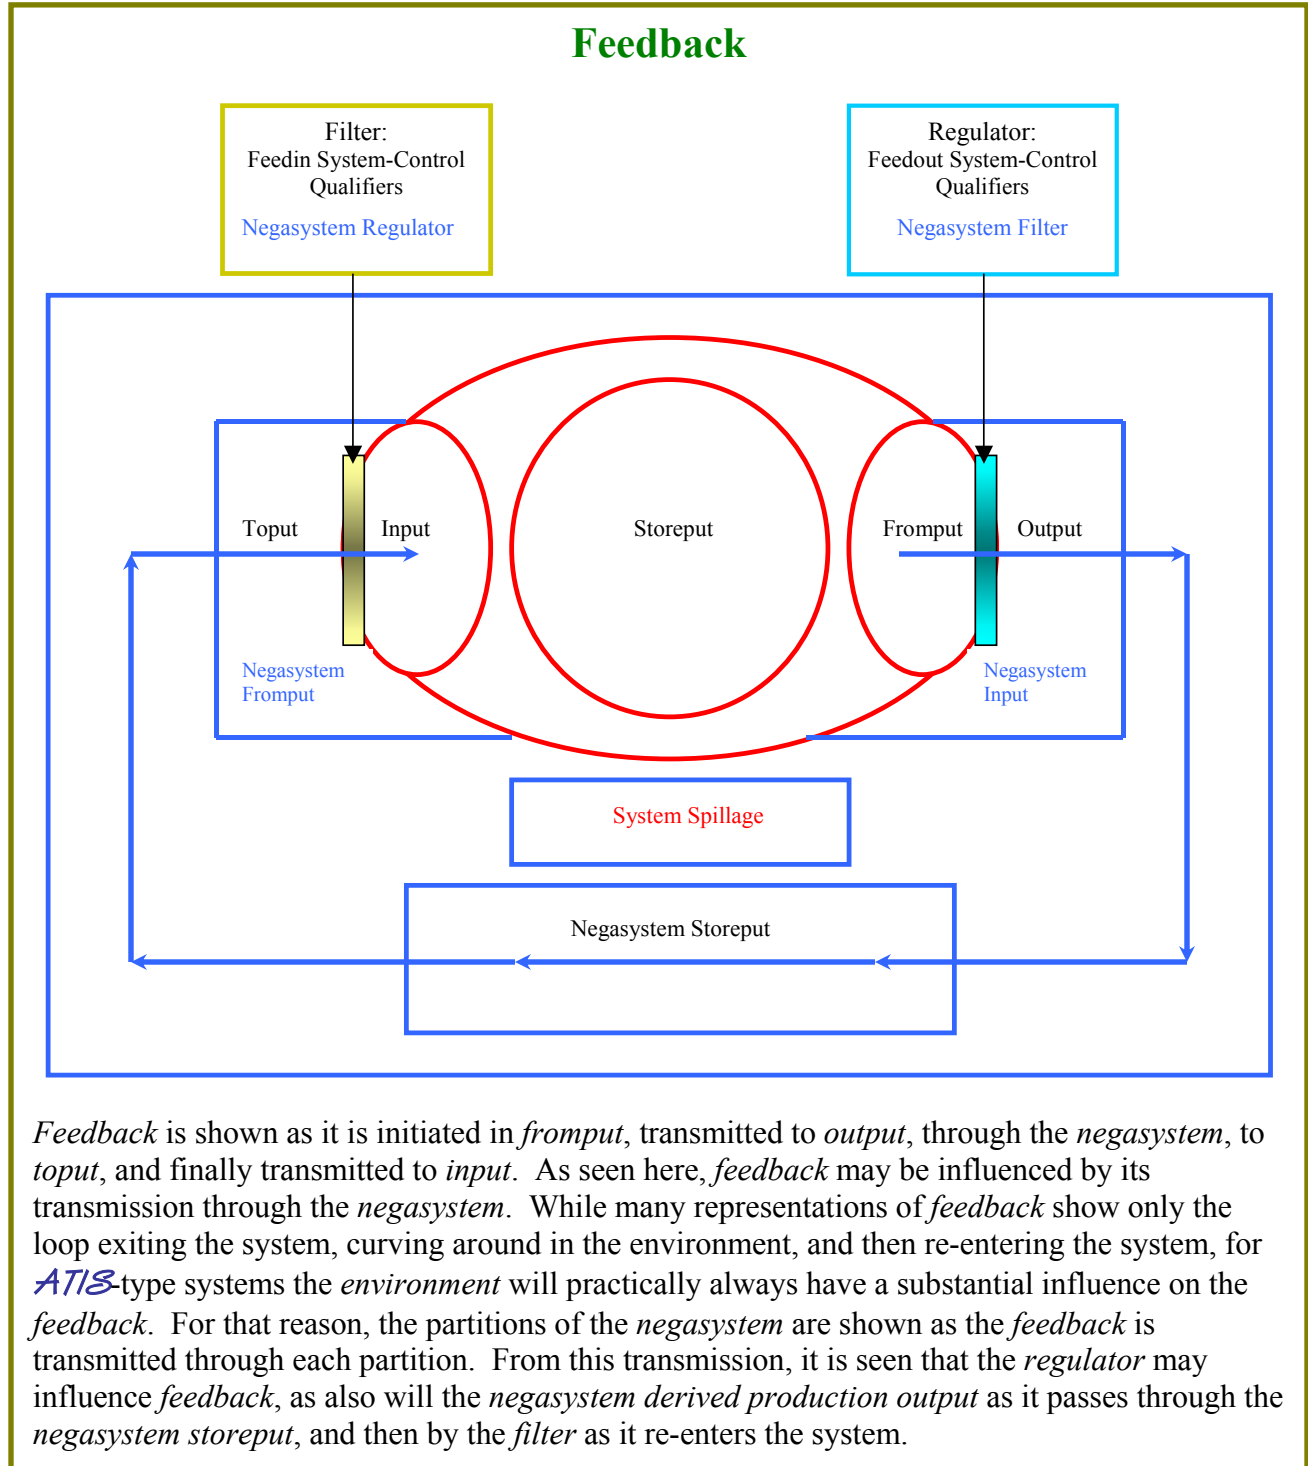 Feedback
Filter:
Feedin System-Control
Qualifiers
Negasystem Regulator
Regulator:
Feedout System-Control
Qualifiers
Negasystem Filter
Toput
Input
Storeput
Fromput
Output
Negasystem
Fromput
Negasystem
Input
System Spillage
Negasystem Storeput
Feedback is shown as it is initiated in fromput, transmitted to output, through the negasystem, to
toput, and finally transmitted to input.  As seen here, feedback may be influenced by its
transmission through the negasystem.  While many representations of feedback show only the
loop exiting the system, curving around in the environment, and then re-entering the system, for
ATIS-type systems the environment will practically always have a substantial influence on the
feedback.  For that reason, the partitions of the negasystem are shown as the feedback is
transmitted through each partition.  From this transmission, it is seen that the regulator may
influence feedback, as also will the negasystem derived production output as it passes through the
negasystem storeput, and then by the filter as it re-enters the system.